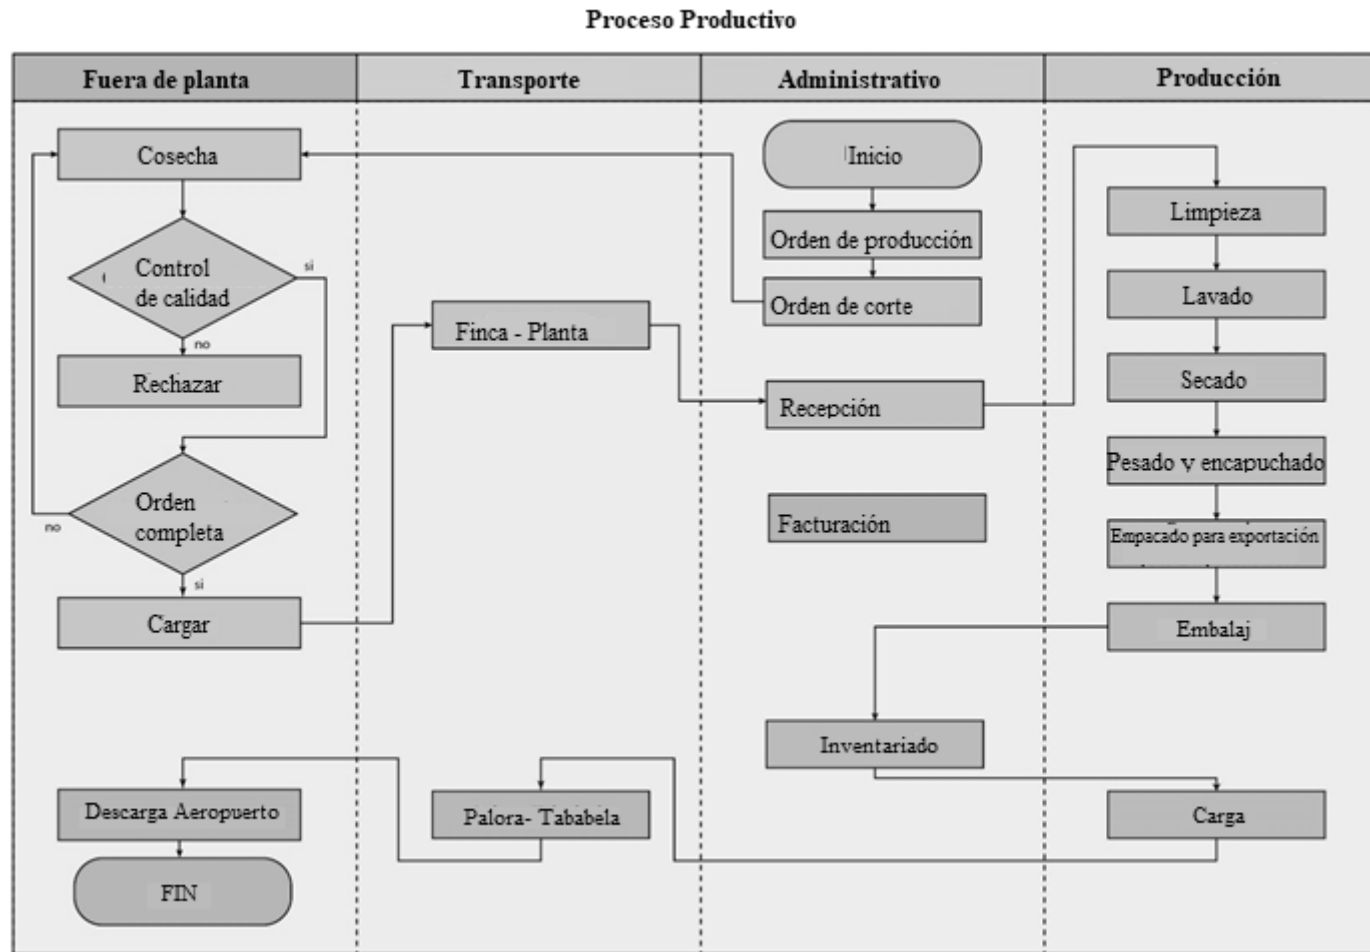 Proceso Productivo
Fuera de planta
Transporte
Administrativo
Producción
Cosecha
Control
de calidad
si
no
Rechazar
Orden
completa
no
si
Cargar
Descarga Aeropuerto
FIN
Finca - Planta
Palora- Tababela
Inicio
Orden de producción
Orden de corte
Recepción
Facturación
Inventariado
Limpieza
Lavado
Secado
Pesado y encapuchado
Empacado para exportación
Embalaj
Carga